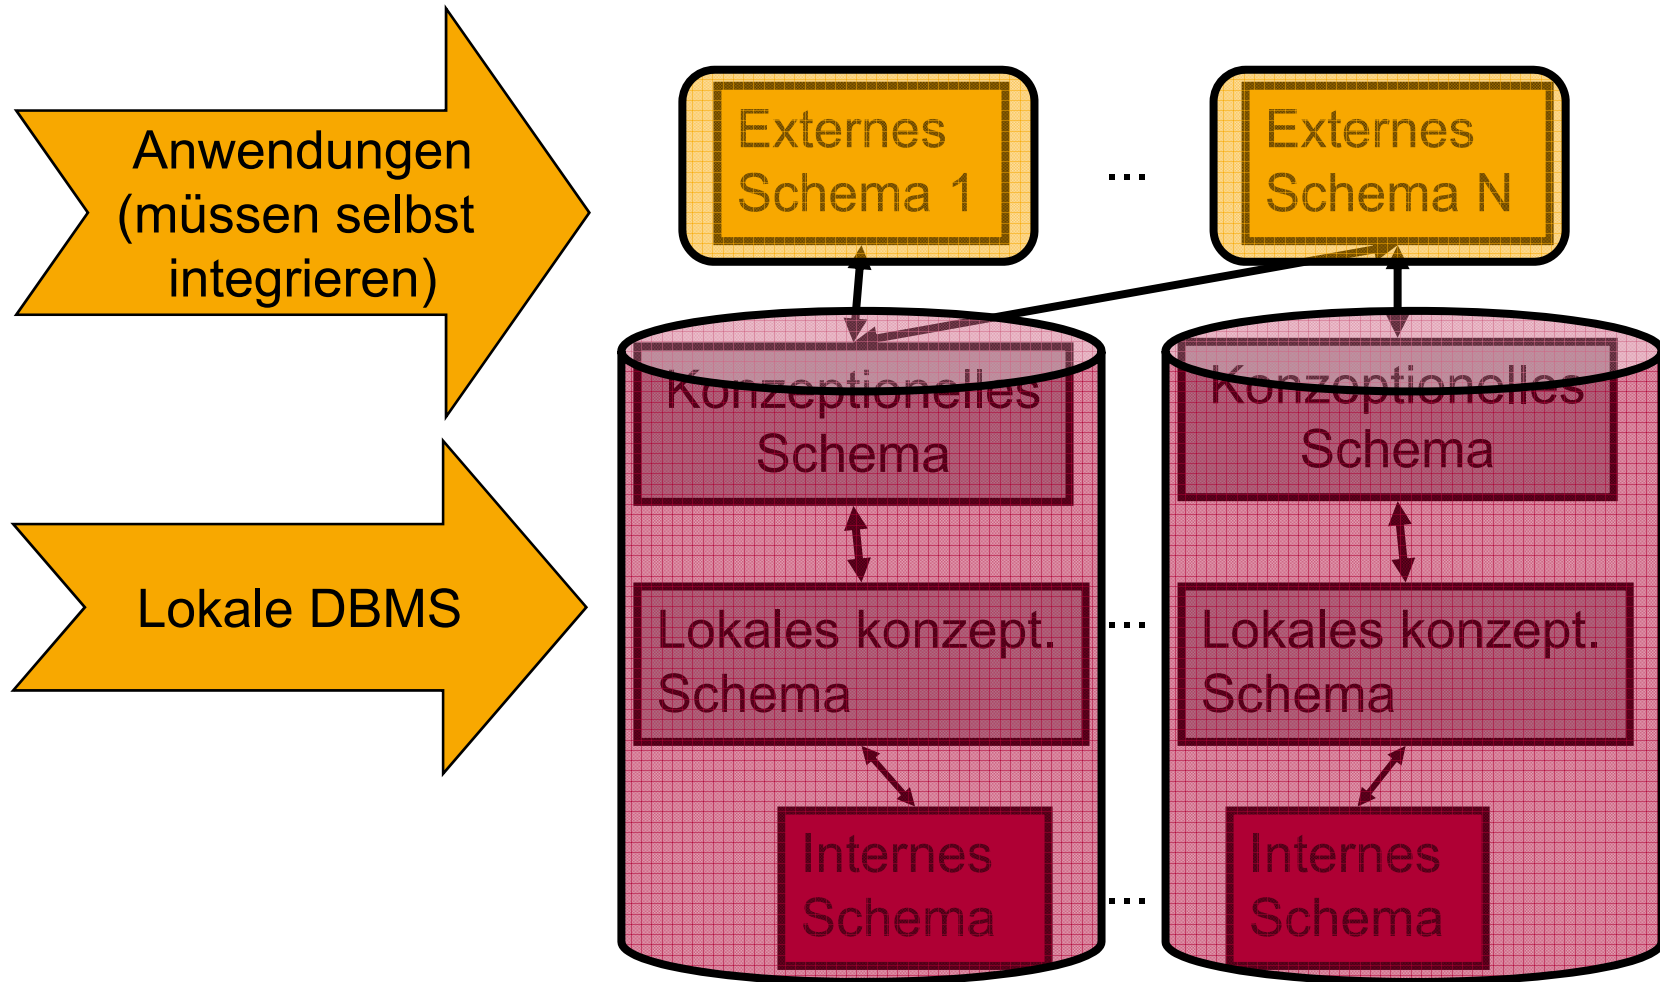 Anwendungen
(müssen selbst
integrieren)
Externes
Schema 1
...
Externes
Schema N
Konzeptionelles
Schema
Konzeptionelles
Schema
Lokale DBMS
Lokales konzept.
Schema
...
Lokales konzept.
Schema
Internes
Schema
...
Internes
Schema